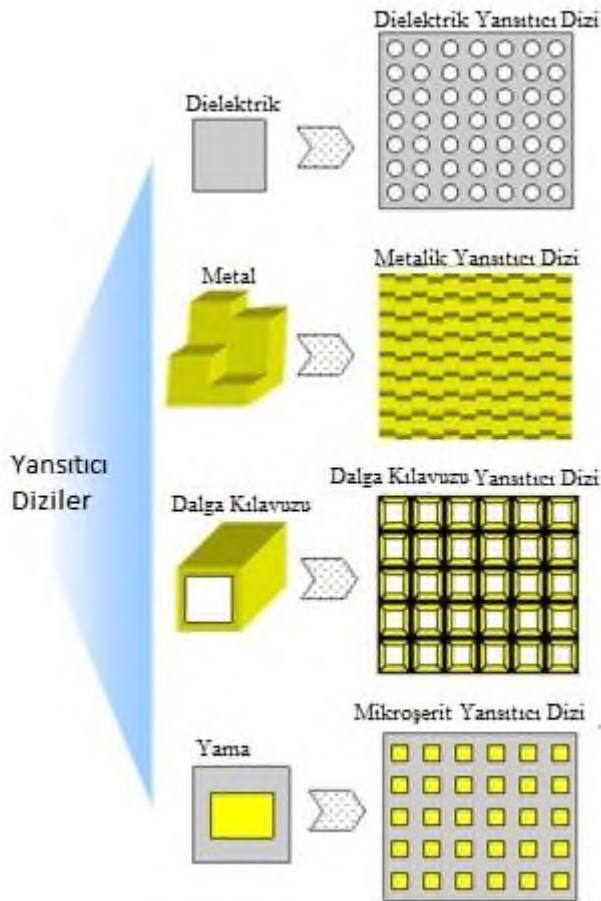 Dielektrik Yansıtıcı Dizi
Dielektrik
Metalik Yansıtıcı Dizi
Metal
Yansıtıcı
Diziler
Dalga Kılavuzu Yansıtıcı Dizi
Dalga Kılavuzu
Mikroşerit Yansıtıcı Dizi
Yama